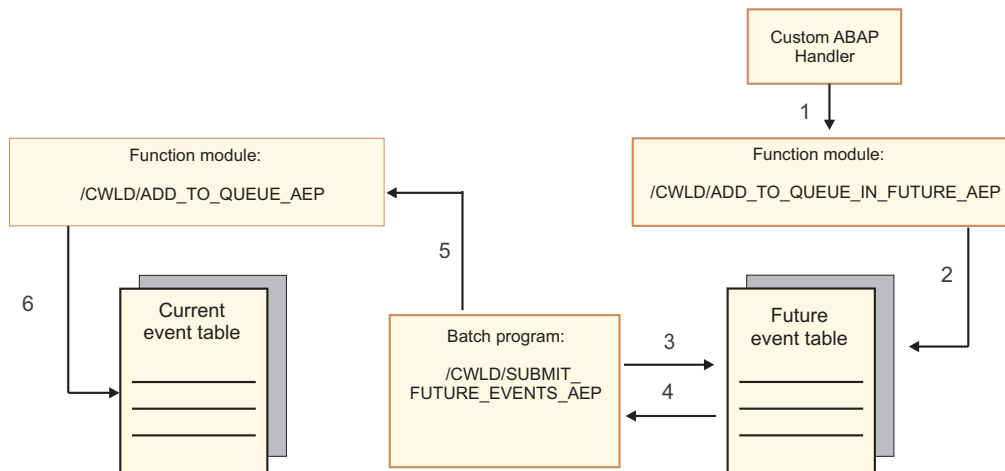 Custom ABAP
Handler
1
Function module:
/CWLD/ADD_TO_QUEUE_AEP
Function module:
/CWLD/ADD_TO_QUEUE_IN_FUTURE_AEP
5
2
6
Current
event table
Batch program:
/CWLD/SUBMIT_
FUTURE_EVENTS_AEP
3
4
Future
event table